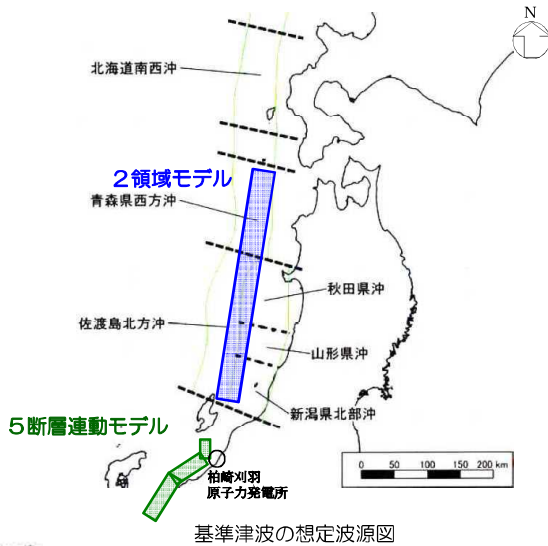 N
北海道南西沖
2領域モデル
青森県西方沖
秋田県沖
佐渡島北方沖
山形県沖
新潟県北部沖
5断層連動モデル
柏崎刈羽
原子力発電所
0 50 100 150 200 km
基準津波の想定波源図